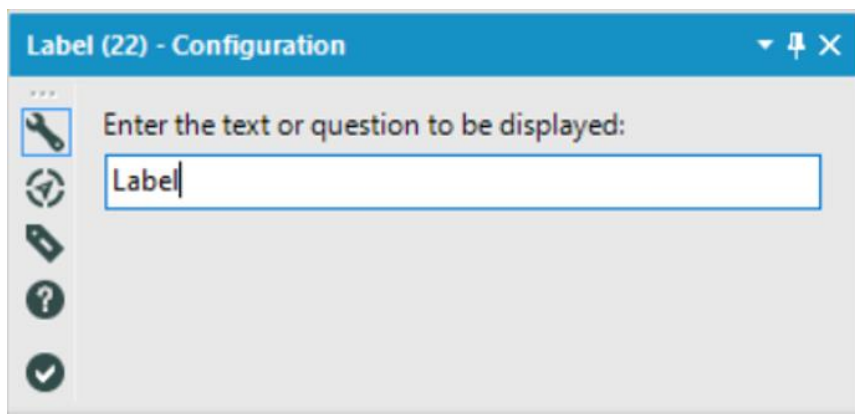 Label (22) - Configuration
Enter the text or question to be displayed:
Label